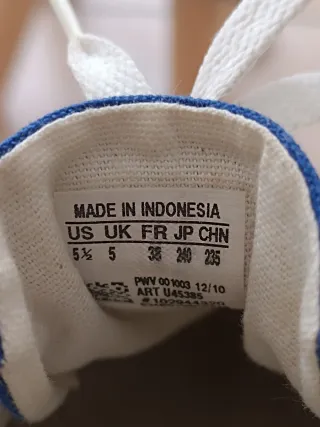 MADE IN INDONESIA
US UK FR JP CHN
5½ 5 38 240 235
PWV 001003 12/10
ART U45385